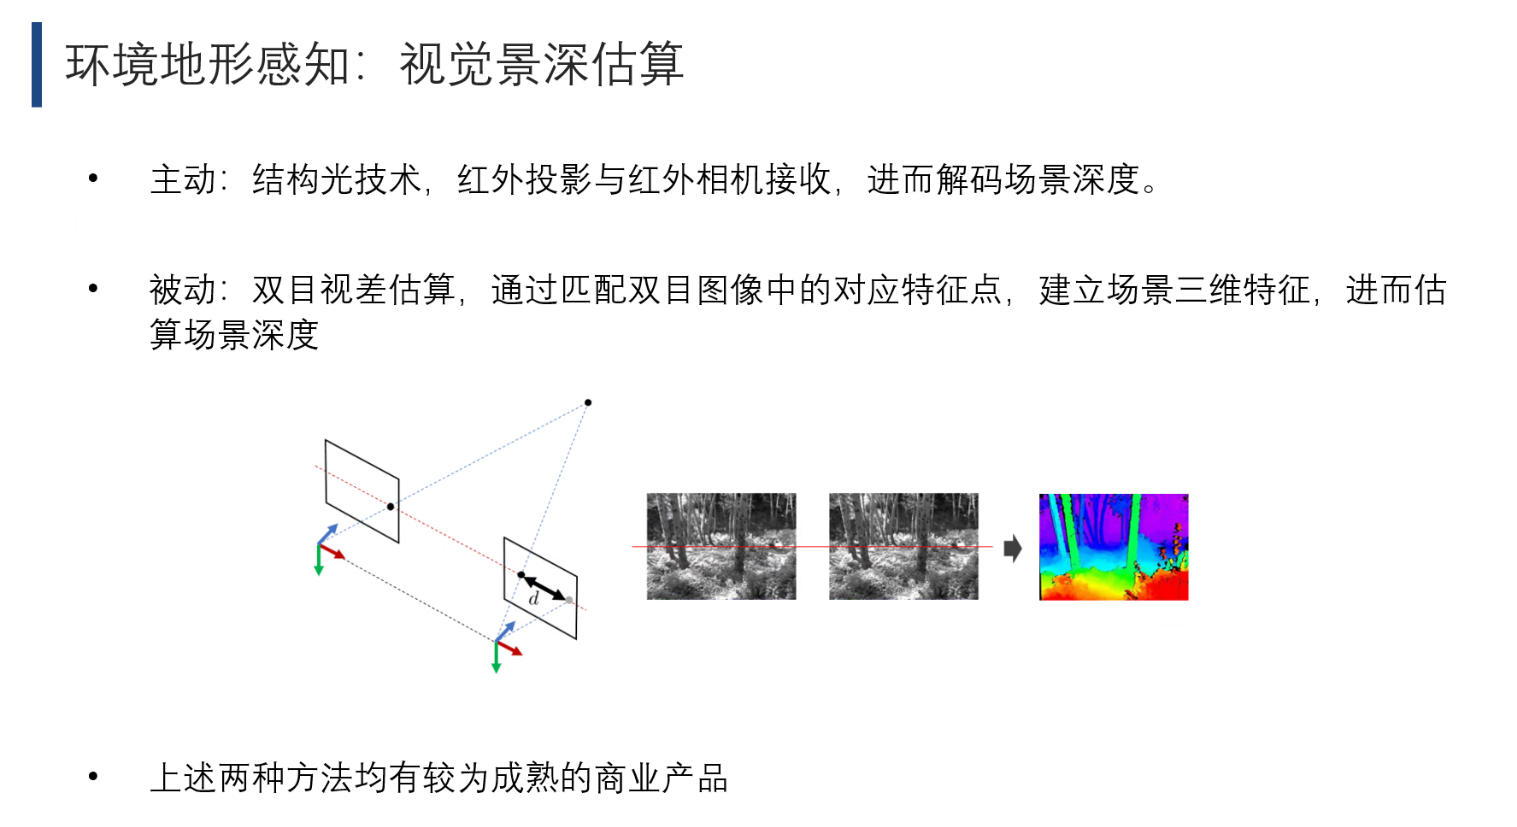 环境地形感知：视觉景深估算
• 主动：结构光技术，红外投影与红外相机接收，进而解码场景深度。
• 被动：双目视差估算，通过匹配双目图像中的对应特征点，建立场景三维特征，进而估
算场景深度
d
• 上述两种方法均有较为成熟的商业产品